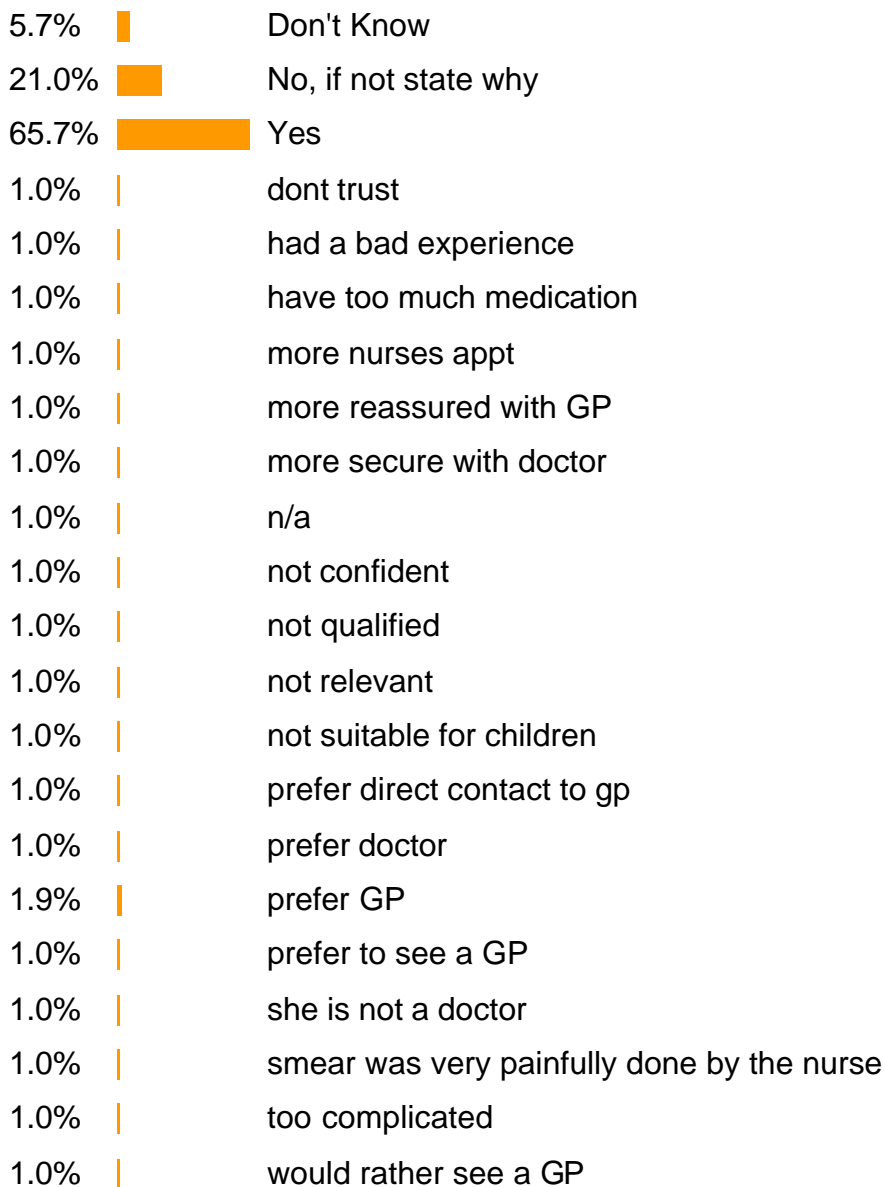 5.7% Don't Know
21.0% No, if not state why
65.7% Yes
1.0% dont trust
1.0% had a bad experience
1.0% have too much medication
1.0% more nurses appt
1.0% more reassured with GP
1.0% more secure with doctor
1.0% n/a
1.0% not confident
1.0% not qualified
1.0% not relevant
1.0% not suitable for children
1.0% prefer direct contact to gp
1.0% prefer doctor
1.9% prefer GP
1.0% prefer to see a GP
1.0% she is not a doctor
1.0% smear was very painfully done by the nurse
1.0% too complicated
1.0% would rather see a GP